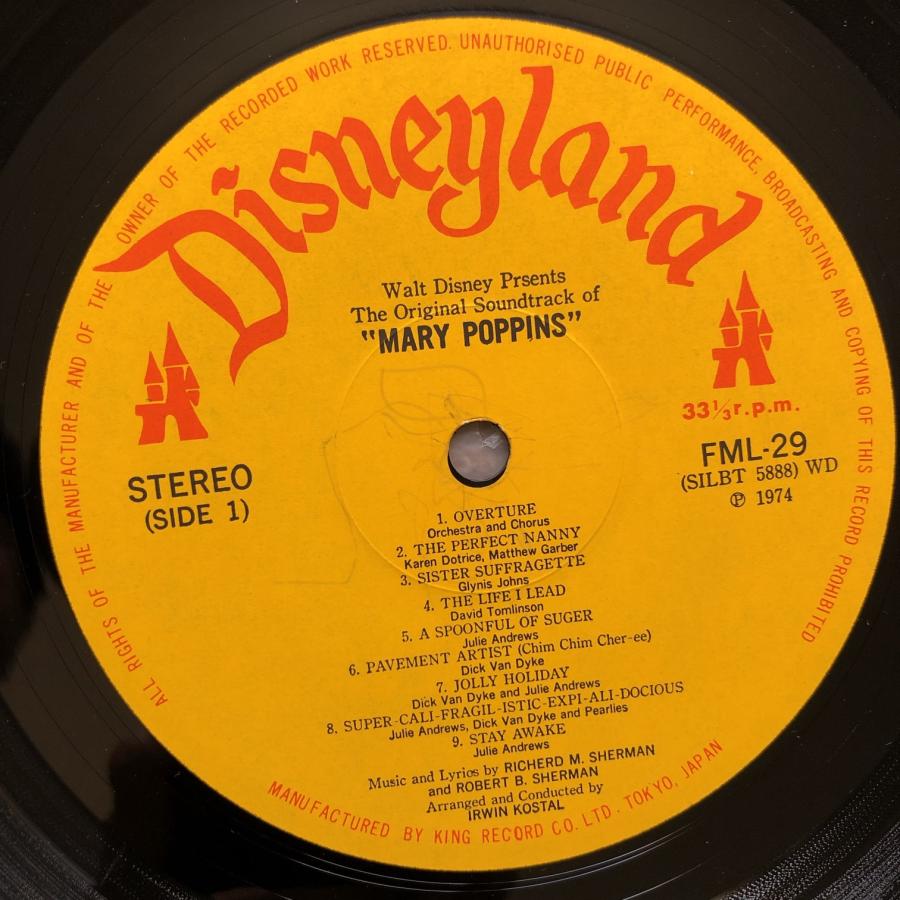 ALL RIGHTS OF THE MANUFACTURER AND OF THE OWNER OF THE RECORDED WORK RESERVED. UNAUTHORISED PUBLIC PERFORMANCE, BROADCASTING AND COPYING OF THIS RECORD PROHIBITED
Disneyland
Walt Disney Prsents
The Original Soundtrack of
"MARY POPPINS"
STEREO
(SIDE 1)
33⅓r.p.m.
FML-29
(SILBT 5888) WD
℗ 1974
1. OVERTURE
Orchestra and Chorus
2. THE PERFECT NANNY
Karen Dotrice, Matthew Garber
3. SISTER SUFFRAGETTE
Glynis Johns
4. THE LIFE I LEAD
David Tomlinson
5. A SPOONFUL OF SUGER
Julie Andrews
6. PAVEMENT ARTIST (Chim Chim Cher-ee)
Dick Van Dyke
7. JOLLY HOLIDAY
Dick Van Dyke and Julie Andrews
8. SUPER-CALI-FRAGIL-ISTIC-EXPI-ALI-DOCIOUS
Julie Andrews, Dick Van Dyke and Pearlies
9. STAY AWAKE
Julie Andrews
Music and Lyrics by RICHERD M. SHERMAN
and ROBERT B. SHERMAN
Arranged and Conducted by
IRWIN KOSTAL
MANUFACTURED BY KING RECORD CO. LTD. TOKYO, JAPAN